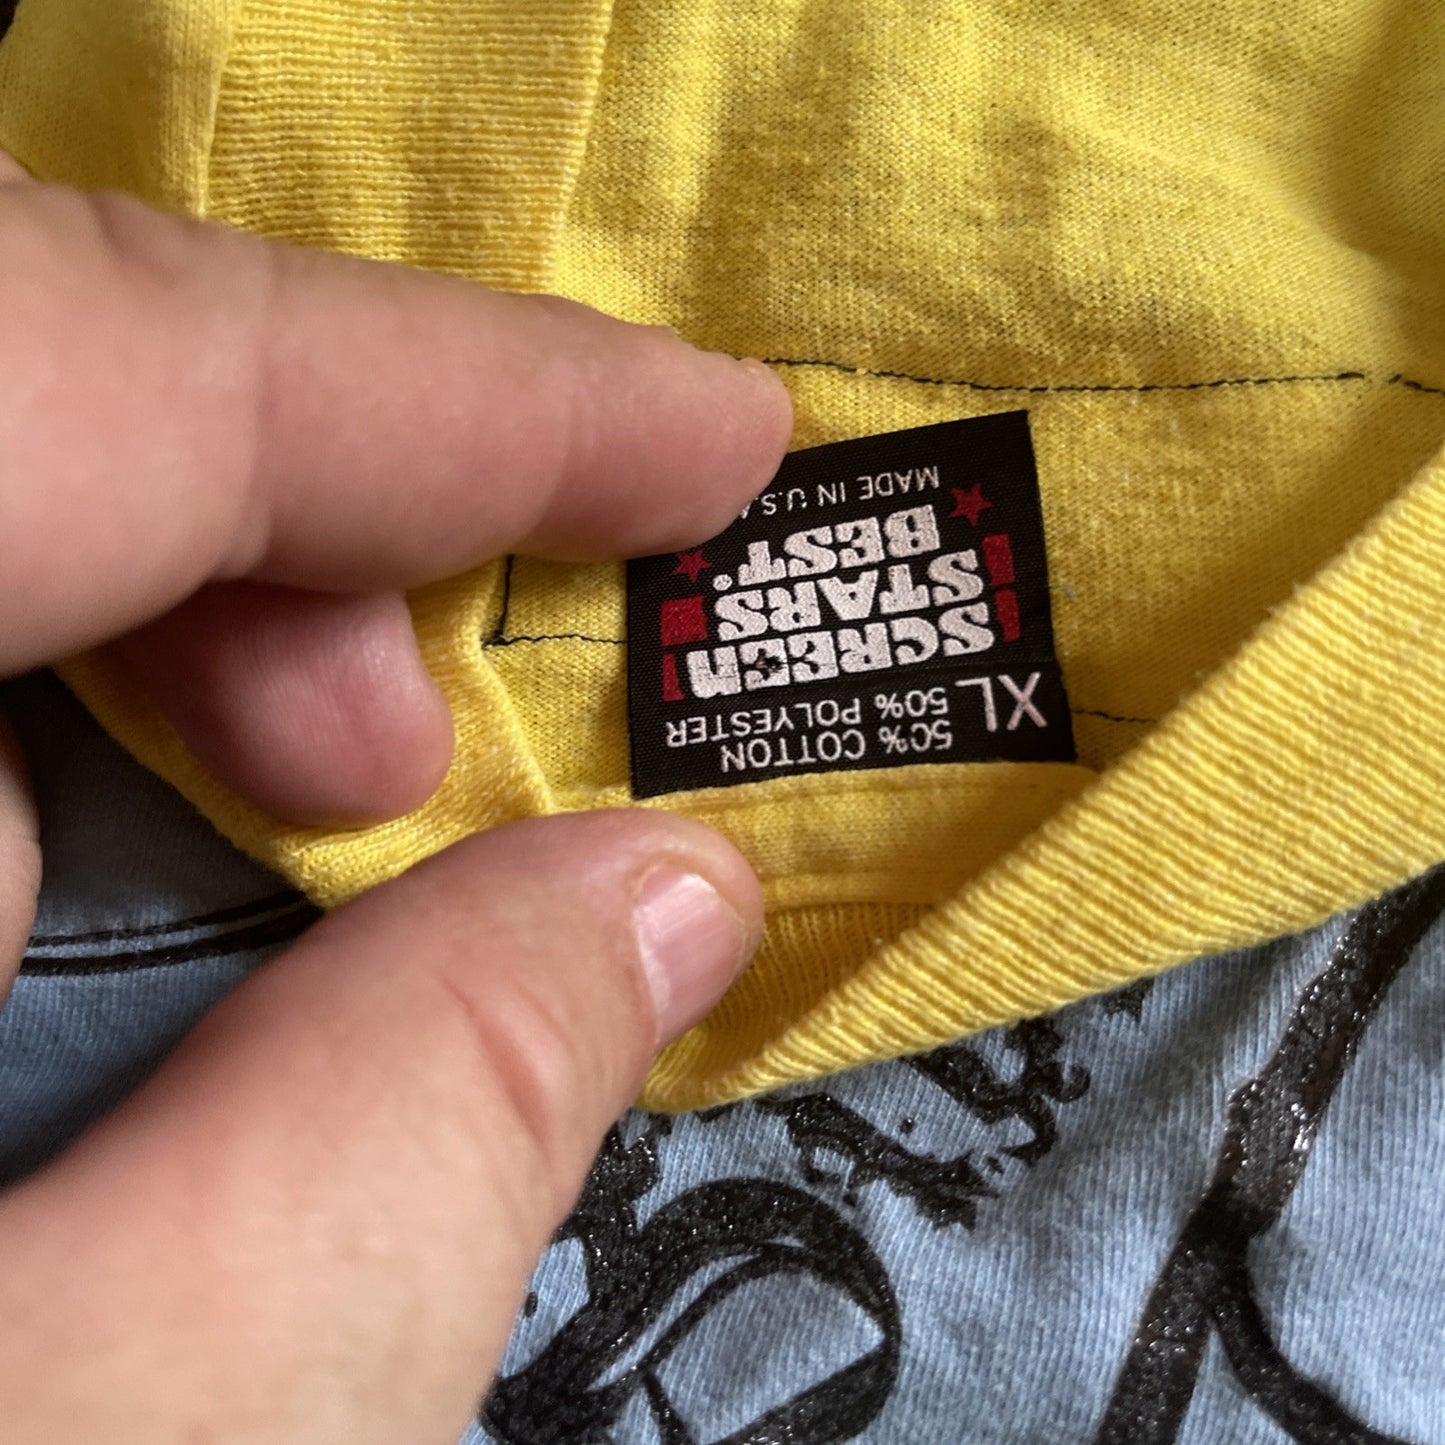 50% COTTON
XL 50% POLYESTER
SCREEN
STARS
BEST®
MADE IN U.S.A